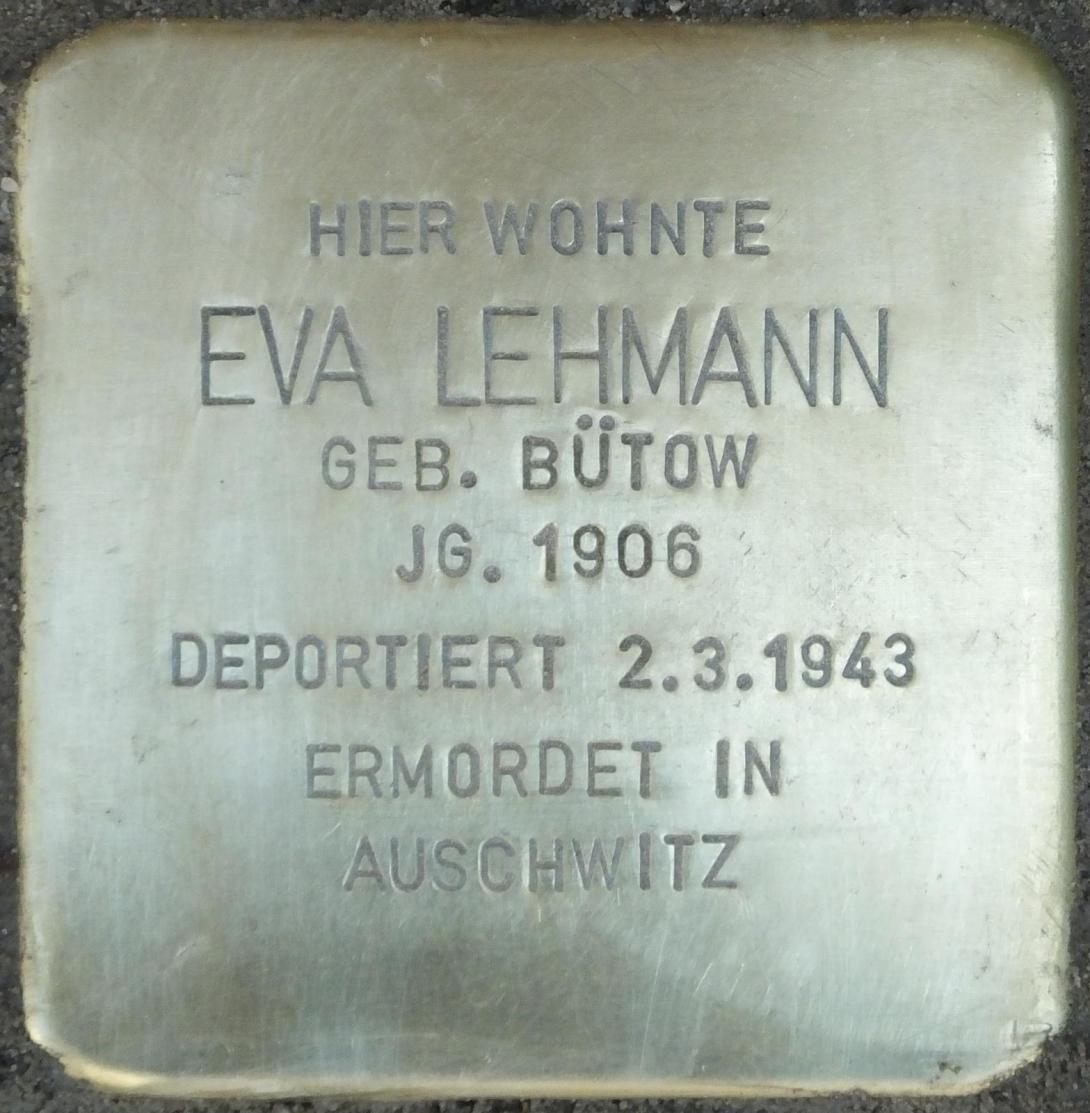 HIER WOHNTE
EVA LEHMANN
GEB. BÜTOW
JG. 1906
DEPORTIERT 2.3.1943
ERMORDET IN
AUSCHWITZ